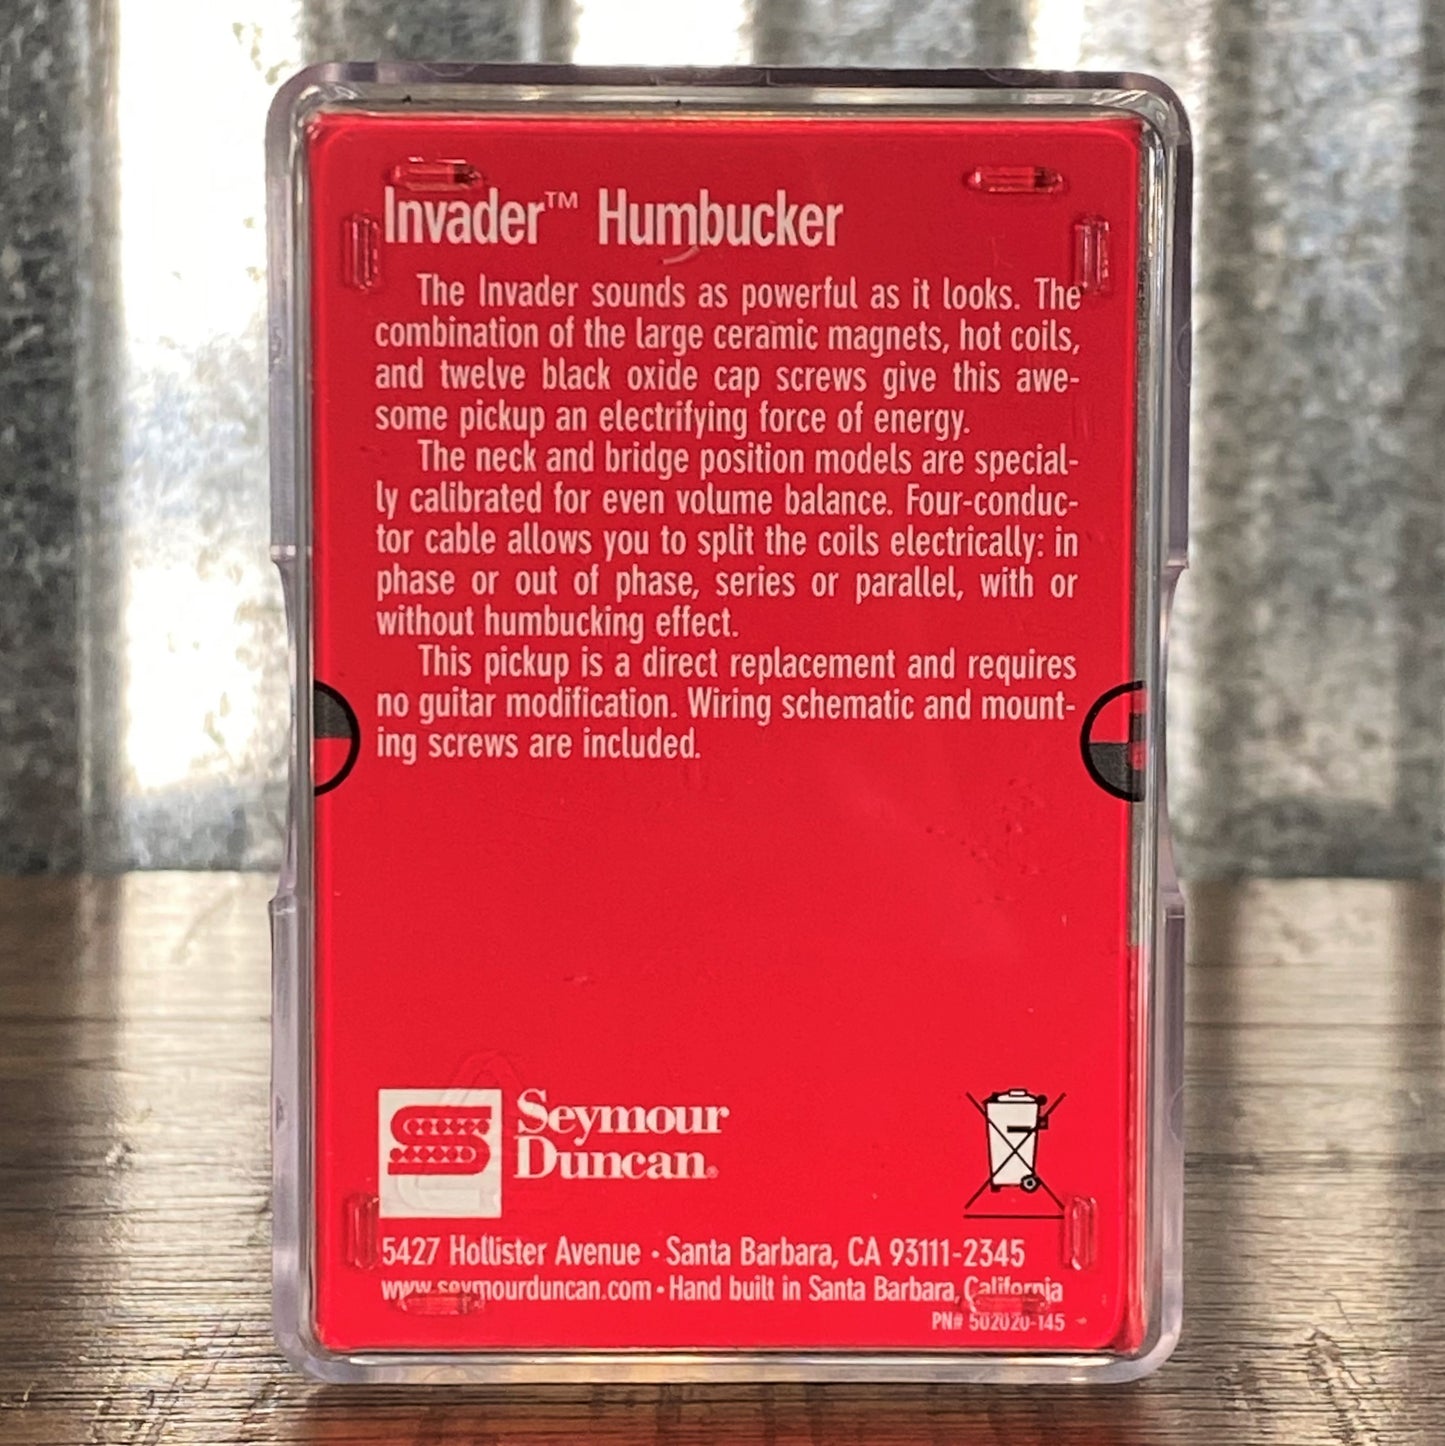 Invader™ Humbucker
The Invader sounds as powerful as it looks. The
combination of the large ceramic magnets, hot coils,
and twelve black oxide cap screws give this awe-
some pickup an electrifying force of energy.
The neck and bridge position models are special-
ly calibrated for even volume balance. Four-conduc-
tor cable allows you to split the coils electrically: in
phase or out of phase, series or parallel, with or
without humbucking effect.
This pickup is a direct replacement and requires
no guitar modification. Wiring schematic and mount-
ing screws are included.
Seymour
Duncan®
5427 Hollister Avenue • Santa Barbara, CA 93111-2345
www.seymourduncan.com • Hand built in Santa Barbara, California
PN# 502020-145